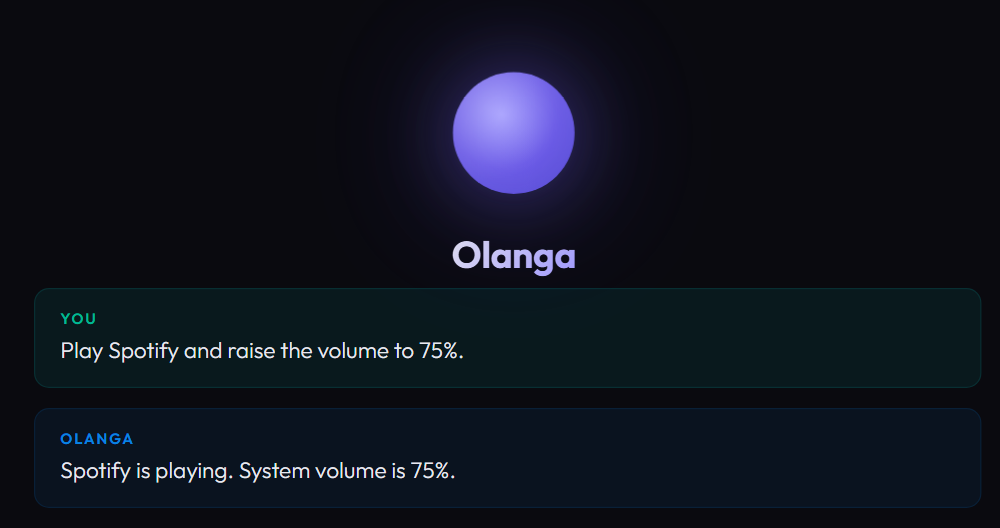 Olanga
YOU
Play Spotify and raise the volume to 75%.
OLANGA
Spotify is playing. System volume is 75%.